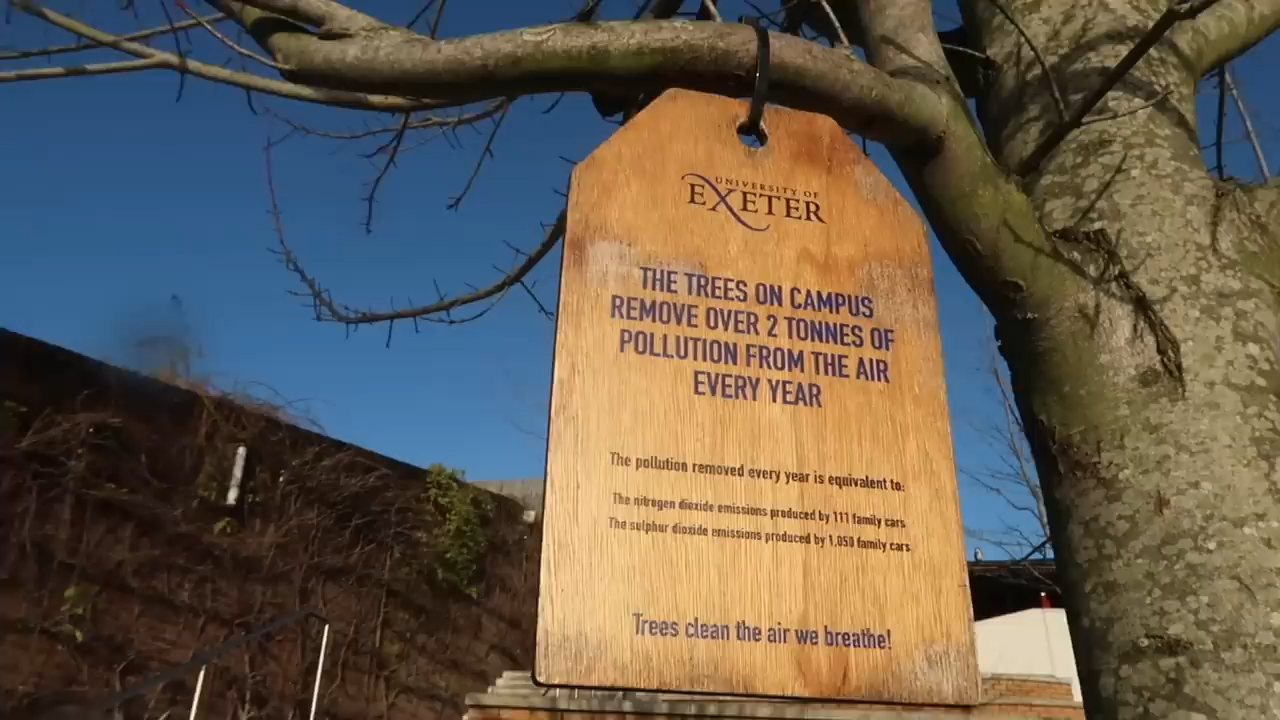 UNIVERSITY OF
EXETER
THE TREES ON CAMPUS
REMOVE OVER 2 TONNES OF
POLLUTION FROM THE AIR
EVERY YEAR
The pollution removed every year is equivalent to:
The nitrogen dioxide emissions produced by 111 family cars
The sulphur dioxide emissions produced by 1,050 family cars
Trees clean the air we breathe!